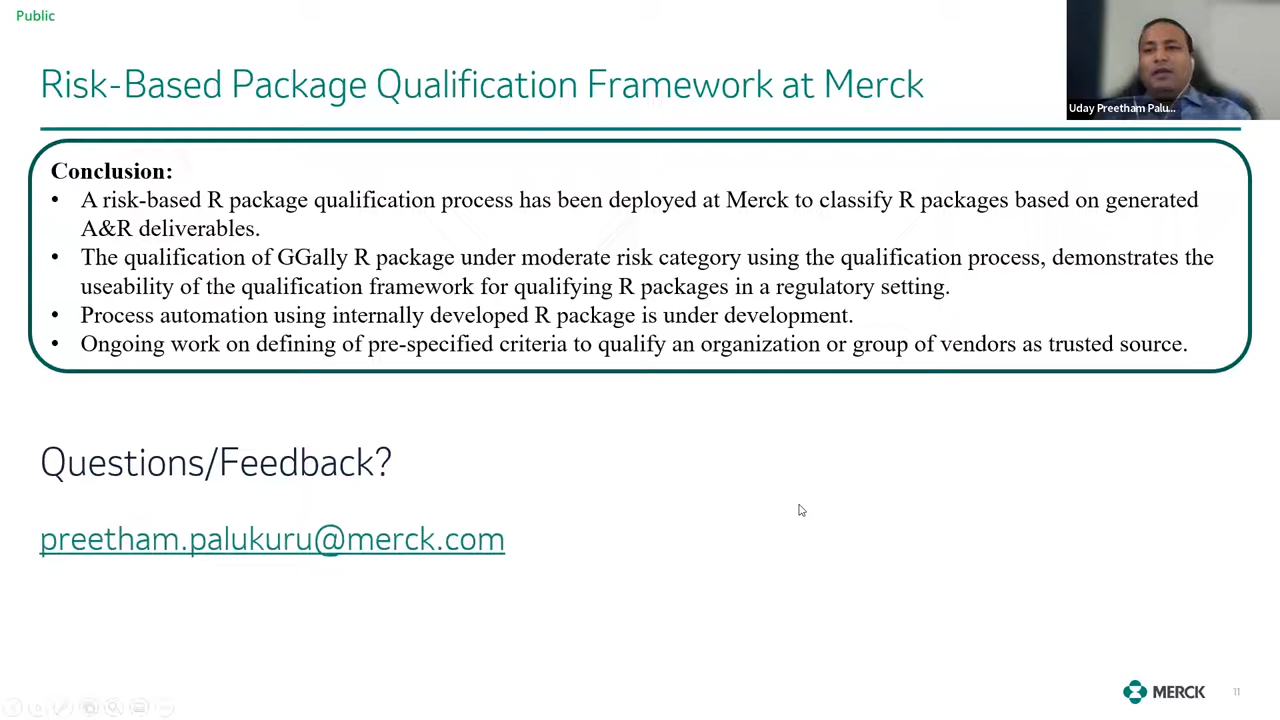 Public
Risk-Based Package Qualification Framework at Merck
Uday Preetham Palu...
Conclusion:
• A risk-based R package qualification process has been deployed at Merck to classify R packages based on generated
A&R deliverables.
• The qualification of GGally R package under moderate risk category using the qualification process, demonstrates the
useability of the qualification framework for qualifying R packages in a regulatory setting.
• Process automation using internally developed R package is under development.
• Ongoing work on defining of pre-specified criteria to qualify an organization or group of vendors as trusted source.
Questions/Feedback?
preetham.palukuru@merck.com
MERCK
11